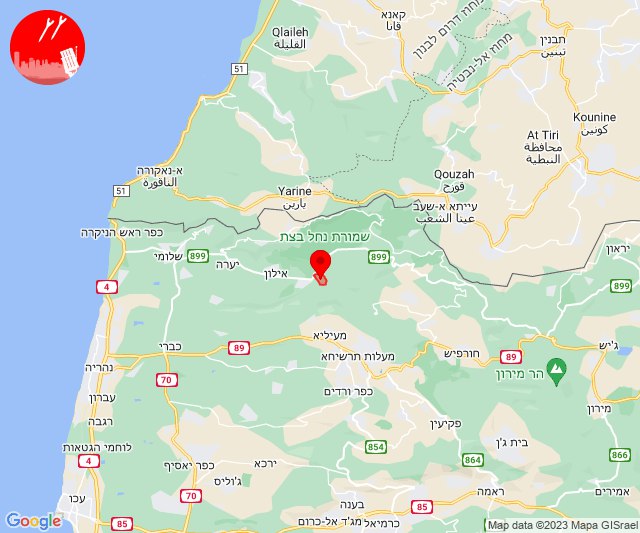 Qlaileh
القليلة
קאנא
قانا
מחוז דרום לבנון
מחוז אל-נבטיה
תבנין
تبنين
51
Kounine
كونين
At Tiri
محافظة
النبطية
א-נאקורה
الناقورة
51
Yarine
يارين
Qouzah
قوزح
עייתא א-שעב
عيتا الشعب
כפר ראש הניקרה
שמורת נחל בצת
שלומי
899
יערה
אילון
899
יראון
899
4
מעיליא
כברי
89
מעלות תרשיחא
חורפיש
89
ג'יש
נהריה
70
הר מירון
עברון
כפר ורדים
מירון
רגבה
פקיעין
לוחמי הגטאות
854
בית ג'ן
4
כפר יאסיף
ירכא
864
866
ג'וליס
אמירים
עכו
70
ראמה
בענה
85
85
מג'ד אל-כרום
כרמיאל
85
Google
Map data ©2023 Mapa GISrael